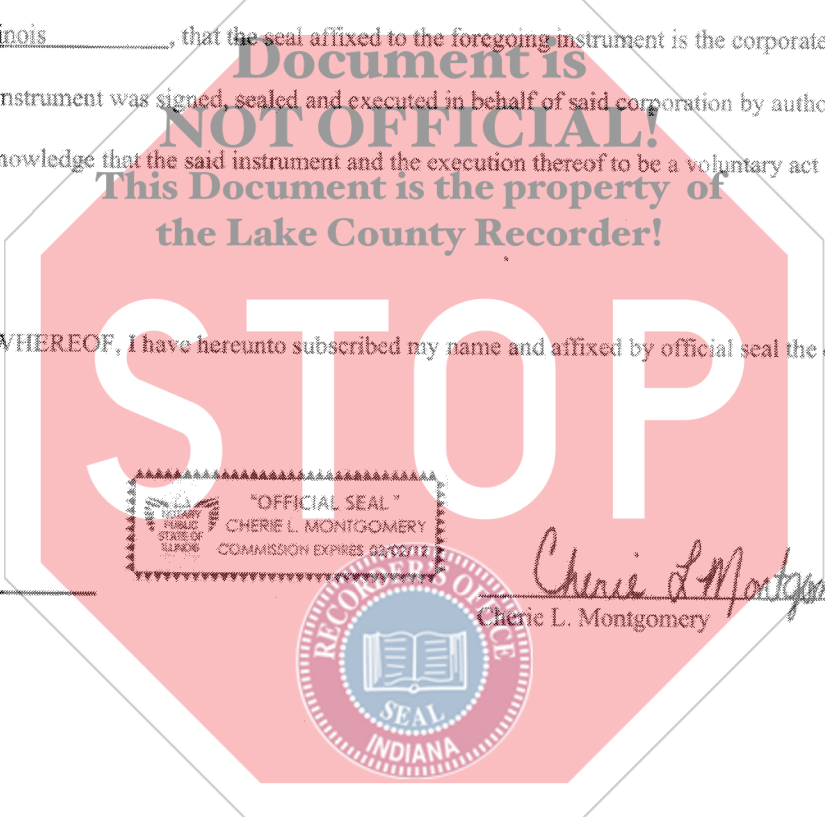 inois ____________, that the seal affixed to the foregoing instrument is the corporate
Document is
nstrument was signed, sealed and executed in behalf of said corporation by autho
NOT OFFICIAL!
nowledge that the said instrument and the execution thereof to be a voluntary act
This Document is the property of
the Lake County Recorder!
STOP
WHEREOF, I have hereunto subscribed my name and affixed by official seal the
"OFFICIAL SEAL"
NOTARY
PUBLIC
STATE OF
ILLINOIS
CHERIE L. MONTGOMERY
COMMISSION EXPIRES 02/02/12
Cherie L Montgom
Cherie L. Montgomery
RECORDER'S OFFICE
SEAL
INDIANA